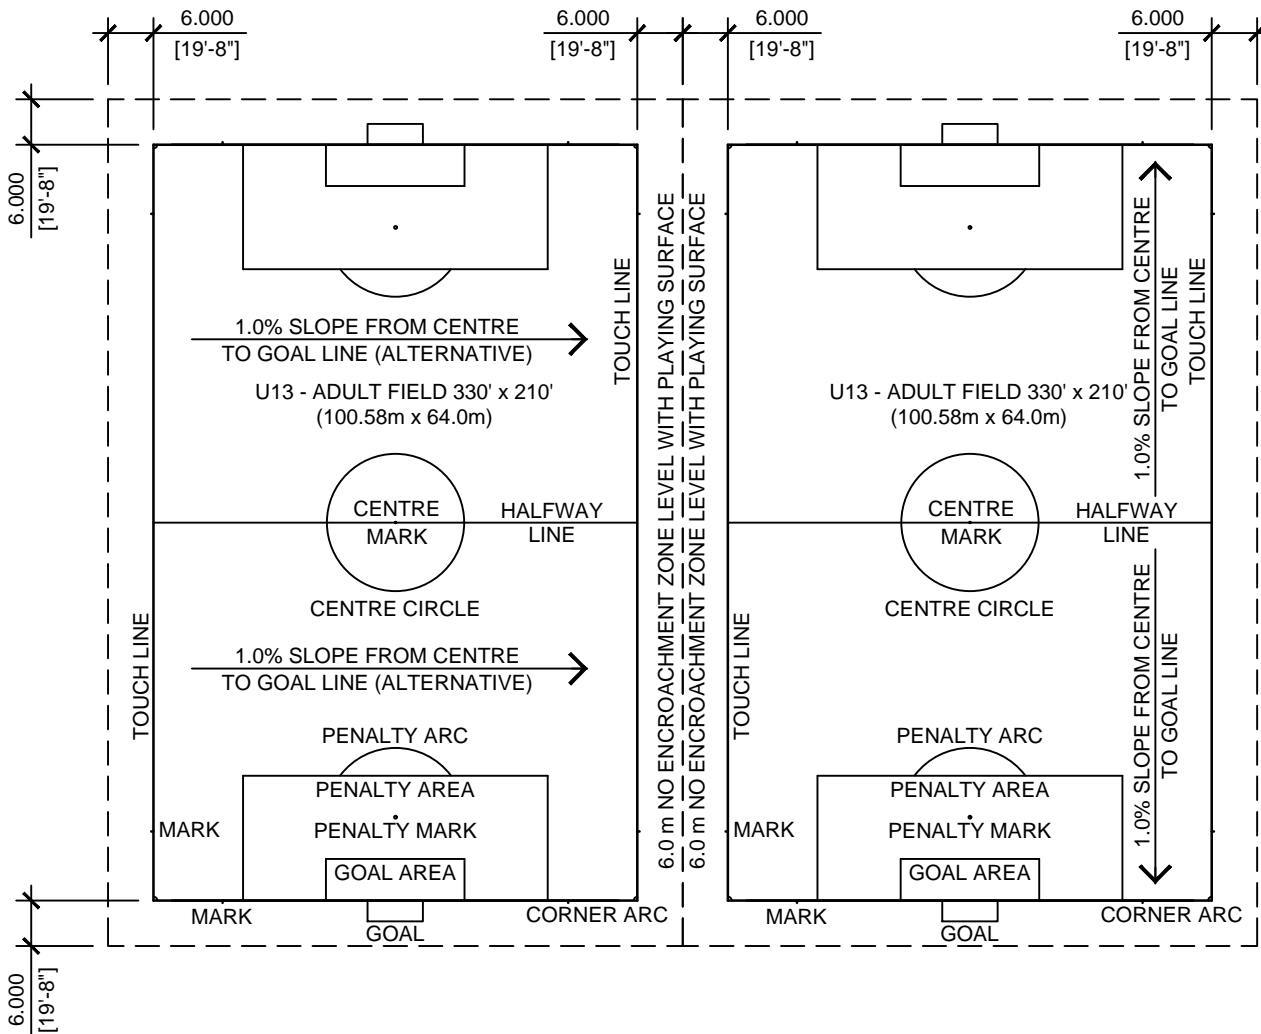 6.000
[19'-8"]
6.000
[19'-8"]
6.000
[19'-8"]
6.000
[19'-8"]
6.000
[19'-8"]
1.0% SLOPE FROM CENTRE
TO GOAL LINE (ALTERNATIVE)
TOUCH LINE
U13 - ADULT FIELD 330' x 210'
(100.58m x 64.0m)
CENTRE
MARK
HALFWAY
LINE
CENTRE CIRCLE
TOUCH LINE
1.0% SLOPE FROM CENTRE
TO GOAL LINE (ALTERNATIVE)
PENALTY ARC
PENALTY AREA
PENALTY MARK
MARK
GOAL AREA
MARK
GOAL
CORNER ARC
6.0 m NO ENCROACHMENT ZONE LEVEL WITH PLAYING SURFACE
6.0 m NO ENCROACHMENT ZONE LEVEL WITH PLAYING SURFACE
1.0% SLOPE FROM CENTRE
TO GOAL LINE
TOUCH LINE
U13 - ADULT FIELD 330' x 210'
(100.58m x 64.0m)
CENTRE
MARK
HALFWAY
LINE
CENTRE CIRCLE
TOUCH LINE
1.0% SLOPE FROM CENTRE
TO GOAL LINE
PENALTY ARC
PENALTY AREA
PENALTY MARK
MARK
GOAL AREA
MARK
GOAL
CORNER ARC
6.000
[19'-8"]